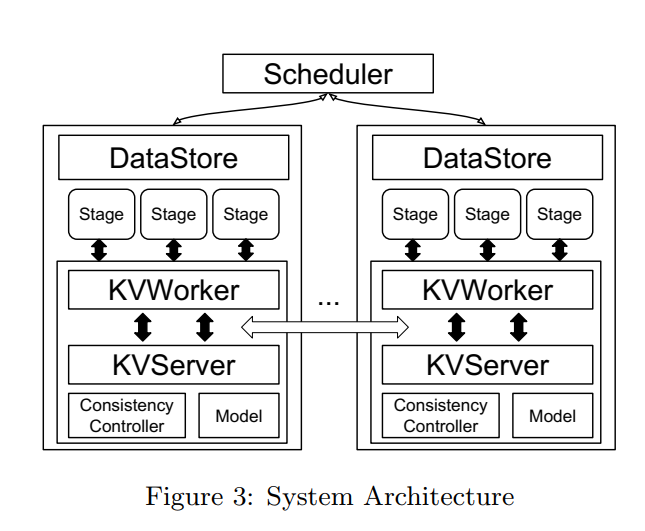 Scheduler
DataStore
Stage Stage Stage
KVWorker
KVServer
Consistency
Controller
Model
...
DataStore
Stage Stage Stage
KVWorker
KVServer
Consistency
Controller
Model
Figure 3: System Architecture